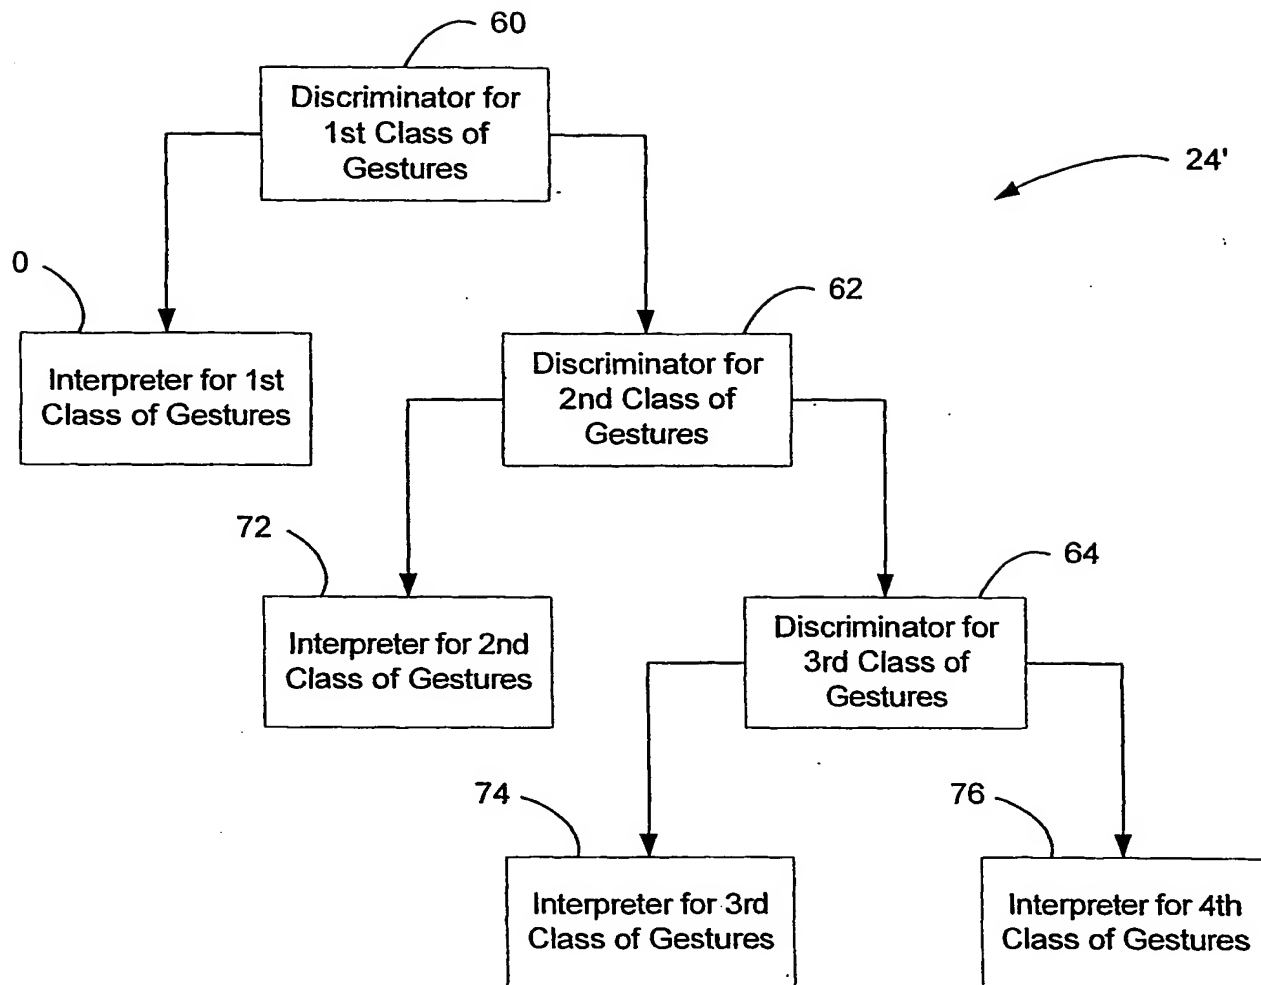 60
Discriminator for
1st Class of
Gestures
24'
0
Interpreter for 1st
Class of Gestures
62
Discriminator for
2nd Class of
Gestures
72
Interpreter for 2nd
Class of Gestures
64
Discriminator for
3rd Class of
Gestures
74
Interpreter for 3rd
Class of Gestures
76
Interpreter for 4th
Class of Gestures